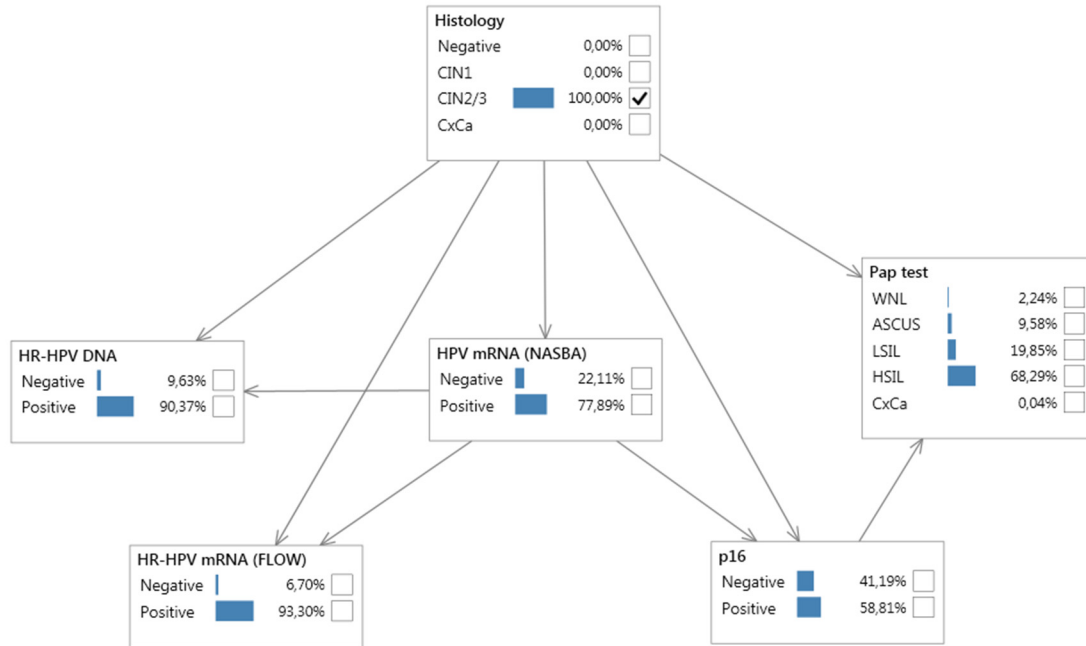 Histology
Negative 0,00%
CIN1 0,00%
CIN2/3 100,00%
CxCa 0,00%
Pap test
WNL 2,24%
ASCUS 9,58%
LSIL 19,85%
HSIL 68,29%
CxCa 0,04%
HR-HPV DNA
Negative 9,63%
Positive 90,37%
HPV mRNA (NASBA)
Negative 22,11%
Positive 77,89%
HR-HPV mRNA (FLOW)
Negative 6,70%
Positive 93,30%
p16
Negative 41,19%
Positive 58,81%